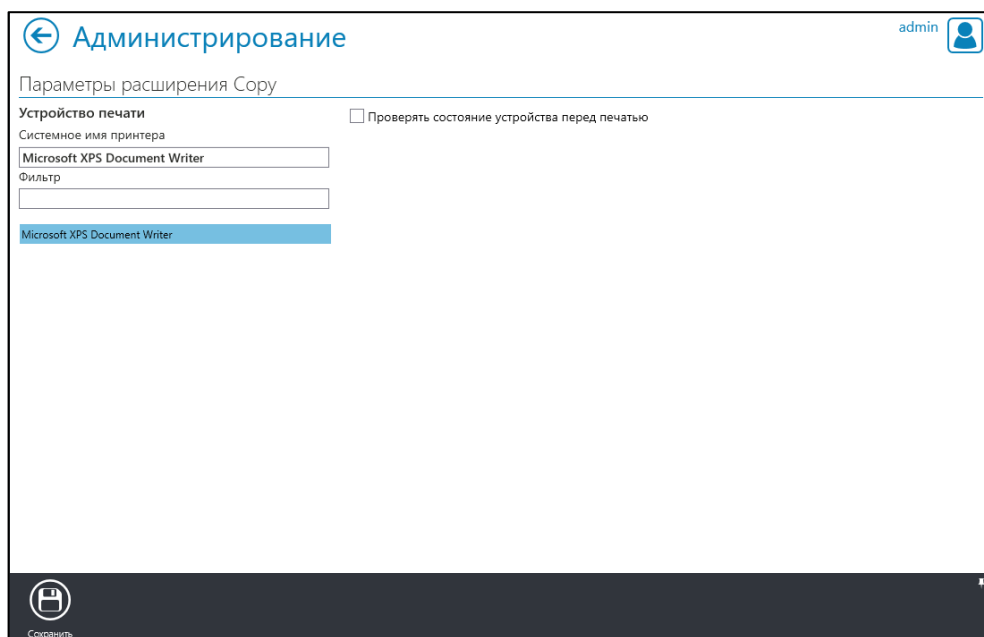 Администрирование
admin
Параметры расширения Copy
Устройство печати
Проверять состояние устройства перед печатью
Системное имя принтера
Microsoft XPS Document Writer
Фильтр
Microsoft XPS Document Writer
Сохранить